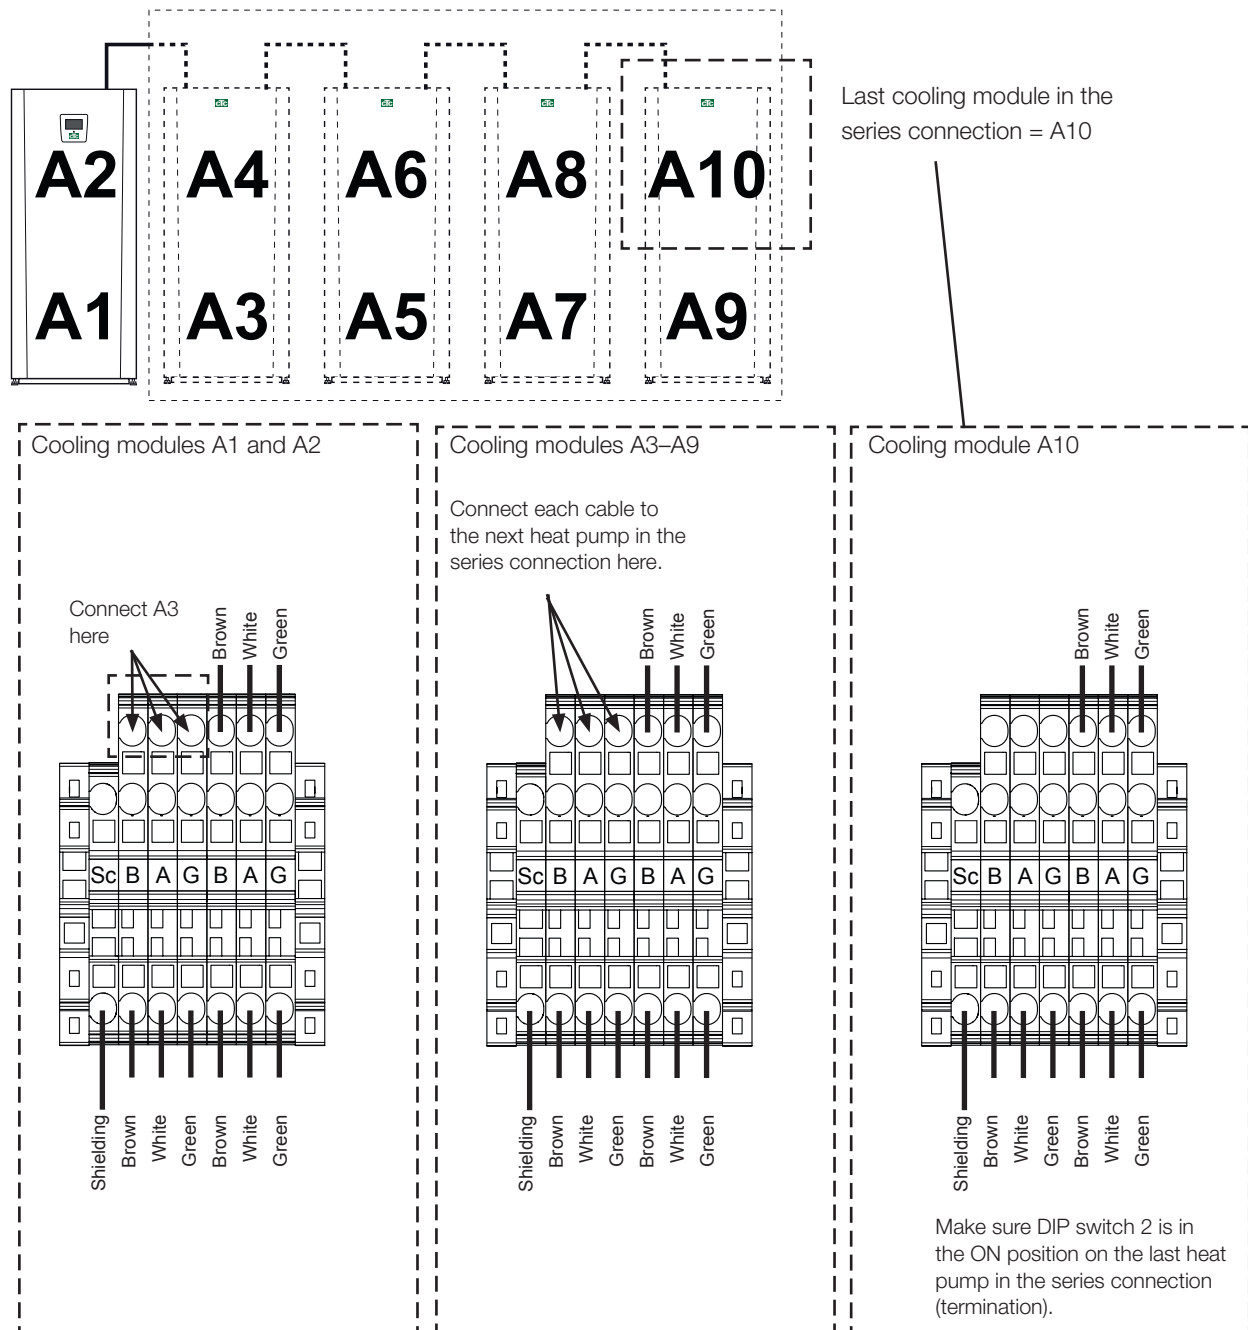 ctc
ctc
ctc
ctc
ctc
A2
A4
A6
A8
A10
A1
A3
A5
A7
A9
Last cooling module in the
series connection = A10
Cooling modules A1 and A2
Connect A3
here
Brown
White
Green
Sc B A G B A G
Shielding
Brown
White
Green
Brown
White
Green
Cooling modules A3–A9
Connect each cable to
the next heat pump in the
series connection here.
Brown
White
Green
Sc B A G B A G
Shielding
Brown
White
Green
Brown
White
Green
Cooling module A10
Brown
White
Green
Sc B A G B A G
Shielding
Brown
White
Green
Brown
White
Green
Make sure DIP switch 2 is in
the ON position on the last heat
pump in the series connection
(termination).